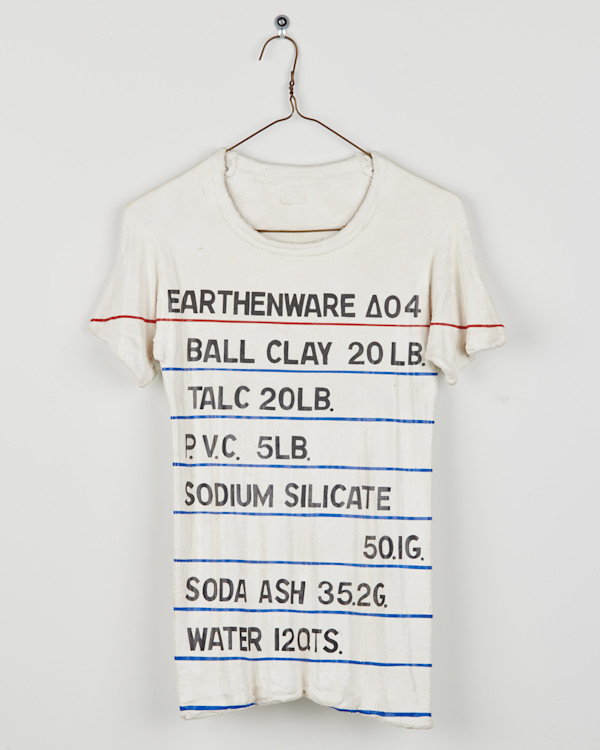 EARTHENWARE Δ04
BALL CLAY 20 LB.
TALC 20LB.
P.V.C. 5LB.
SODIUM SILICATE
50.1G.
SODA ASH 35.2G.
WATER 12QTS.